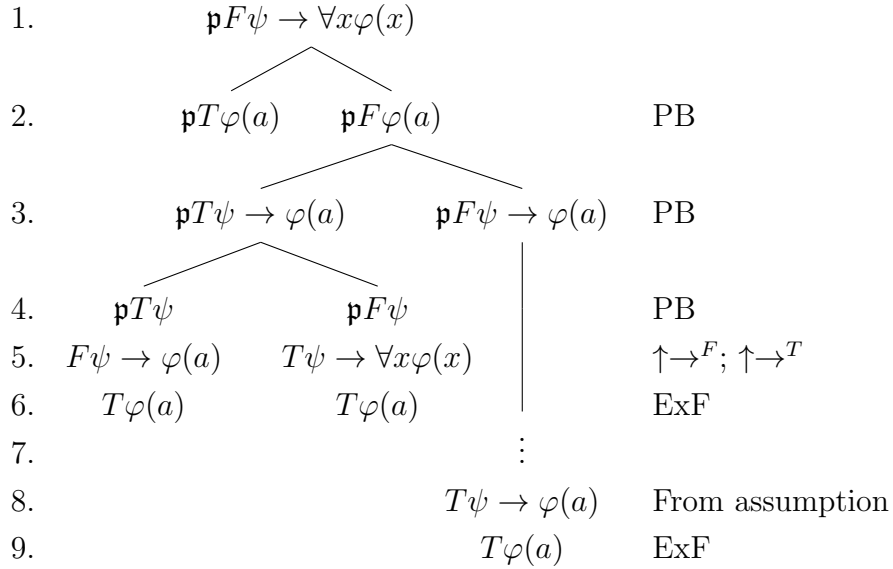 1. 𝔭Fψ → ∀xφ(x)
2. 𝔭Tφ(a) 𝔭Fφ(a) PB
3. 𝔭Tψ → φ(a) 𝔭Fψ → φ(a) PB
4. 𝔭Tψ 𝔭Fψ PB
5. Fψ → φ(a) Tψ → ∀xφ(x) ↑→ᶠ; ↑→ᵀ
6. Tφ(a) Tφ(a) ExF
7. ⋮
8. Tψ → φ(a) From assumption
9. Tφ(a) ExF